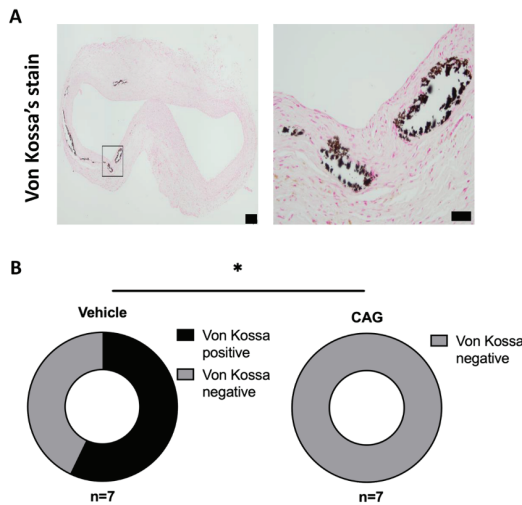 A
Von Kossa's stain
B
*
Vehicle
Von Kossa
positive
Von Kossa
negative
n=7
CAG
Von Kossa
negative
n=7